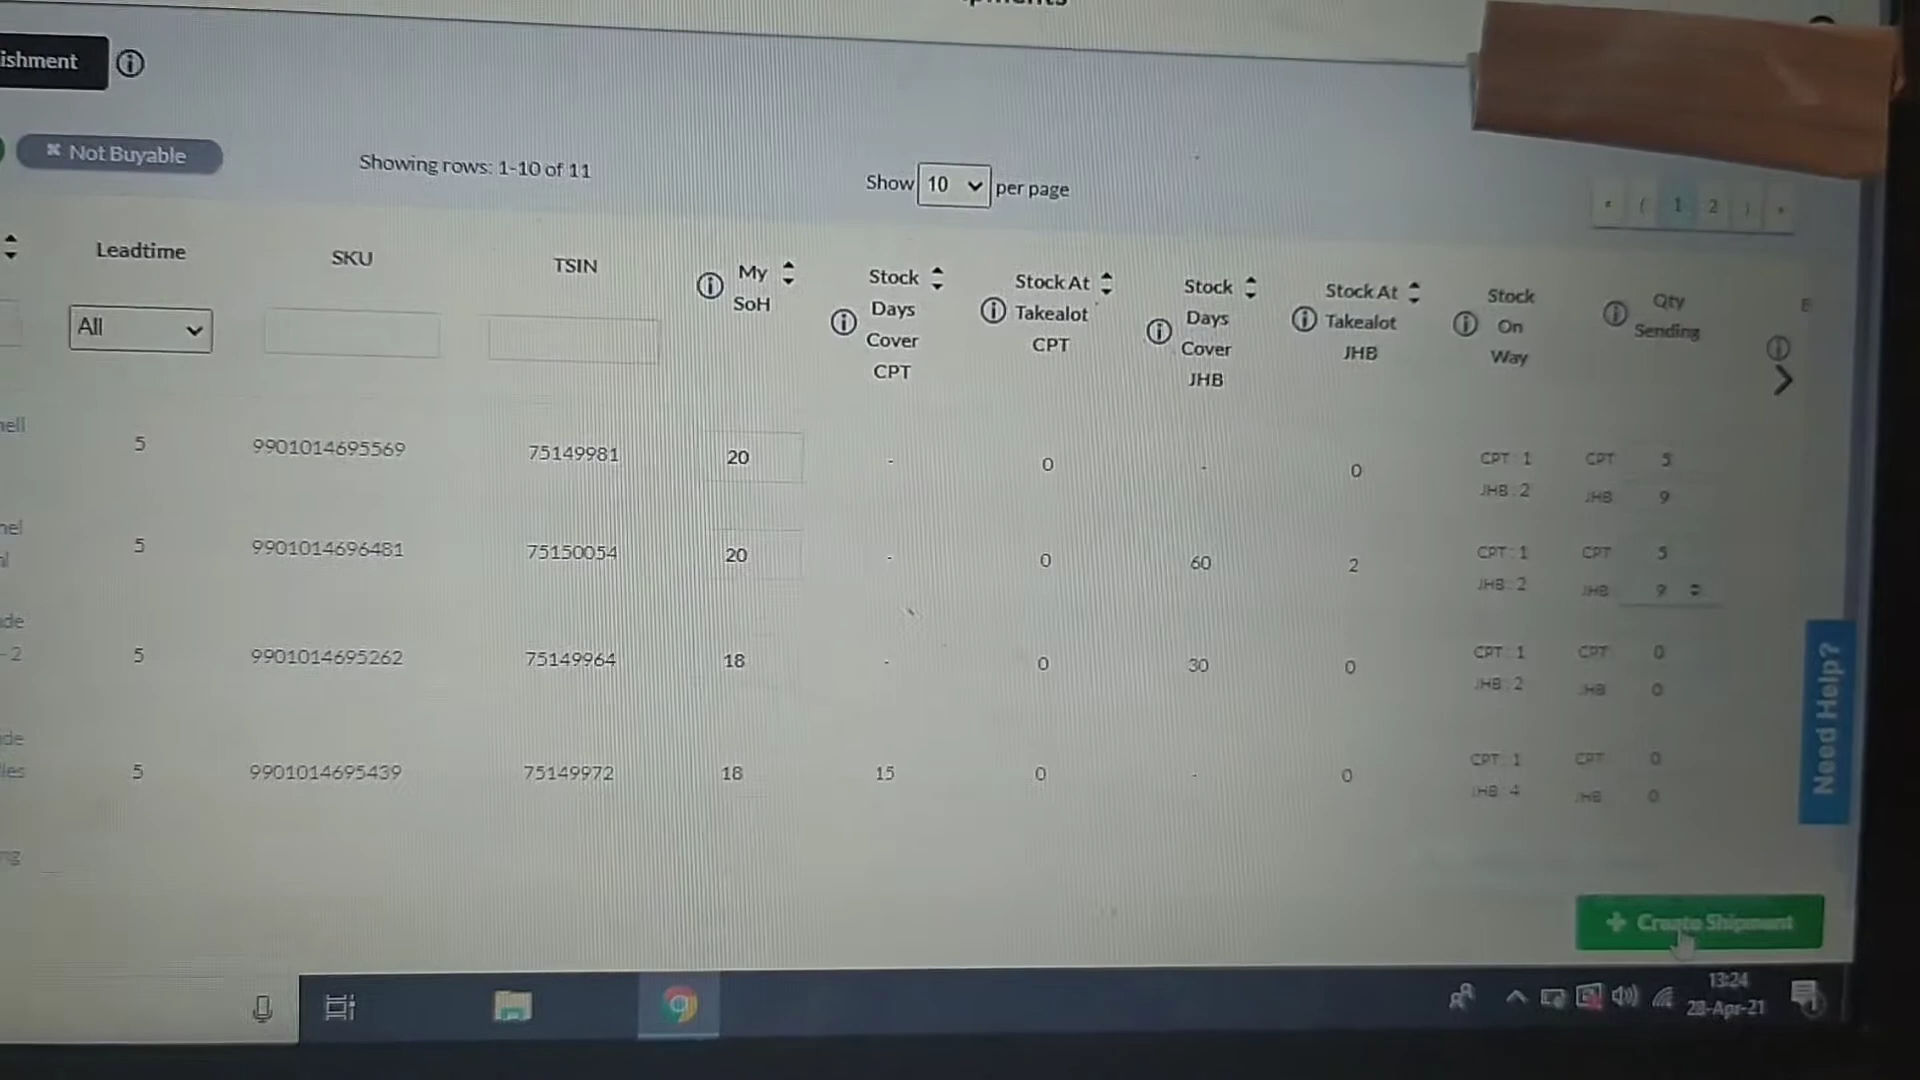 ishment
✖ Not Buyable
Showing rows: 1-10 of 11
Show 10 per page
1 2
Leadtime SKU TSIN My SoH Stock Days Cover CPT Stock At Takealot CPT Stock Days Cover JHB Stock At Takealot JHB Stock On Way Qty Sending
All
5 9901014695569 75149981 20 - 0 - 0 CPT: 1 CPT 5
JHB: 2 JHB 9
5 9901014696481 75150054 20 - 0 60 2 CPT: 1 CPT 5
JHB: 2 JHB 9
5 9901014695262 75149964 18 - 0 30 0 CPT: 1 CPT 0
- 2 JHB: 2 JHB 0
5 9901014695439 75149972 18 15 0 - 0 CPT: 1 CPT 0
JHB: 4 JHB 0
Need Help?
+ Create Shipment
13:24
28-Apr-21